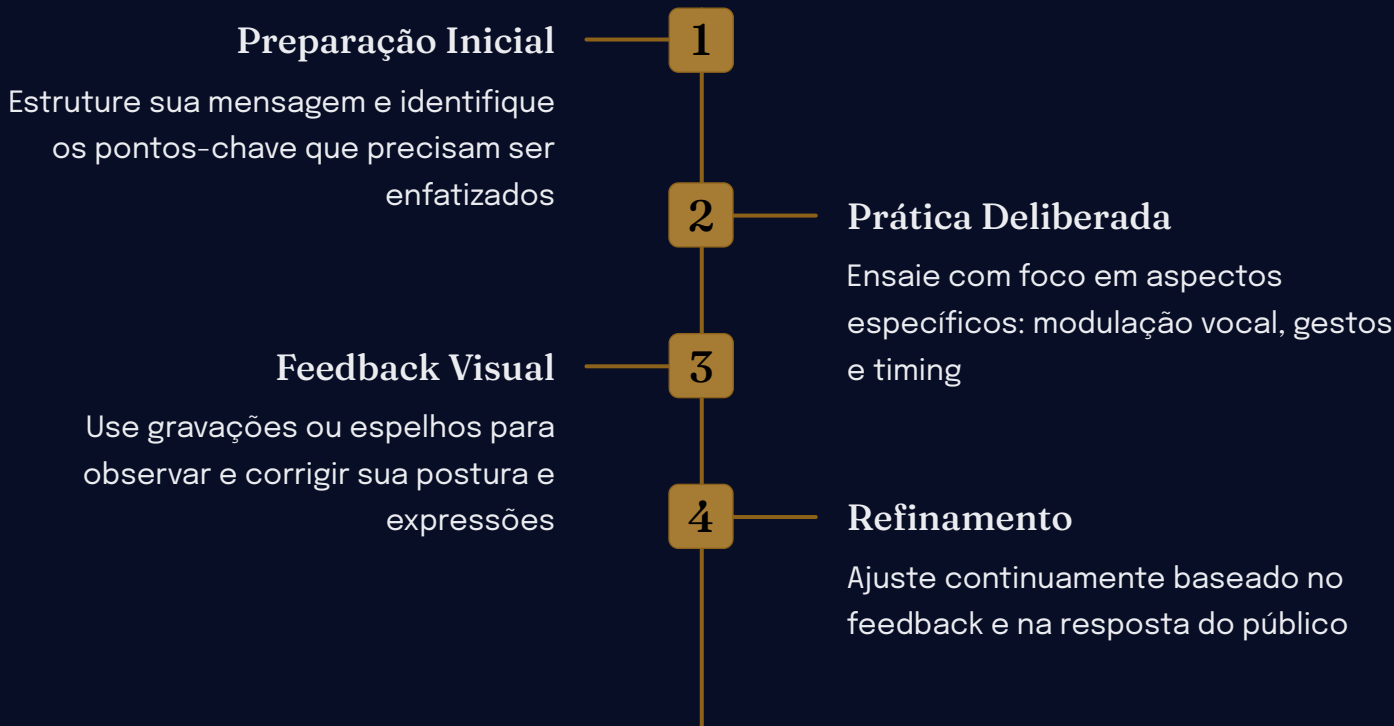 1
Preparação Inicial
Estruture sua mensagem e identifique
os pontos-chave que precisam ser
enfatizados
2
Prática Deliberada
Ensaie com foco em aspectos
específicos: modulação vocal, gestos
e timing
3
Feedback Visual
Use gravações ou espelhos para
observar e corrigir sua postura e
expressões
4
Refinamento
Ajuste continuamente baseado no
feedback e na resposta do público